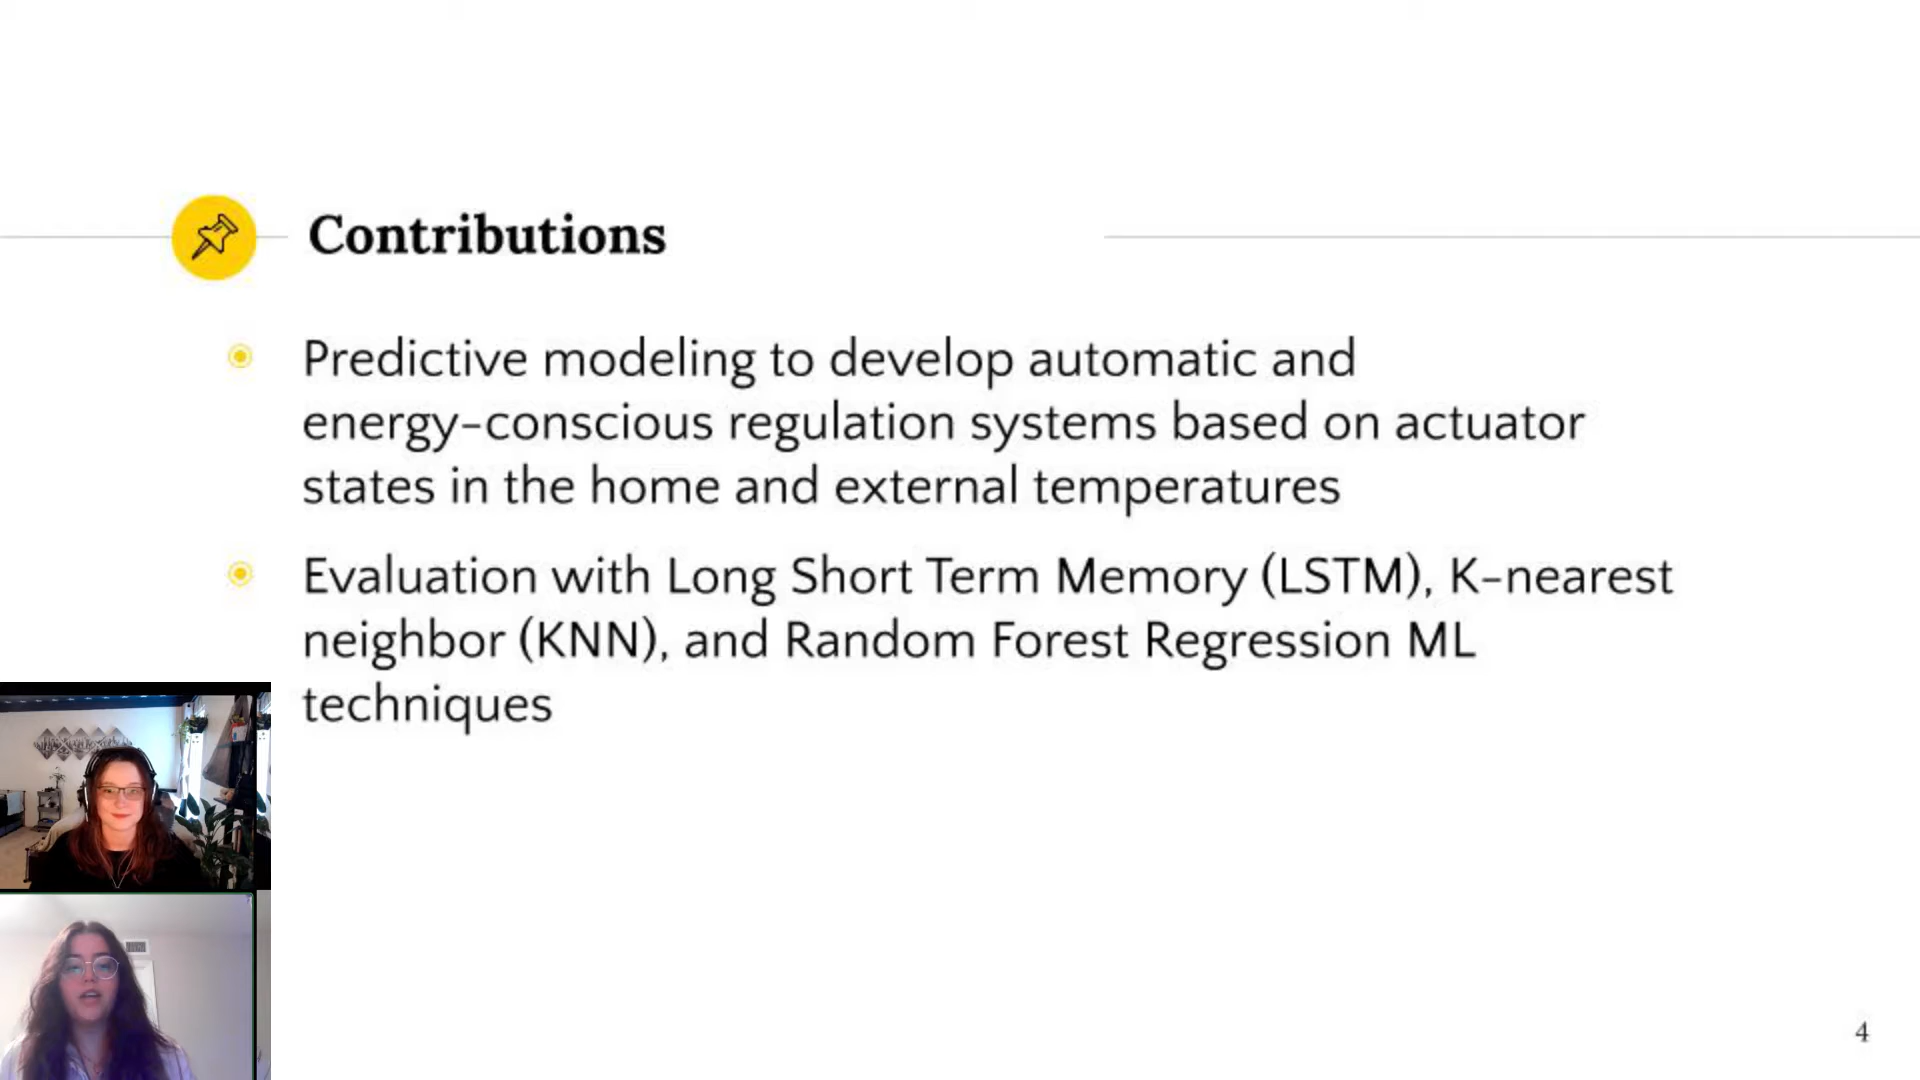 Contributions
Predictive modeling to develop automatic and
energy-conscious regulation systems based on actuator
states in the home and external temperatures
Evaluation with Long Short Term Memory (LSTM), K-nearest
neighbor (KNN), and Random Forest Regression ML
techniques
4